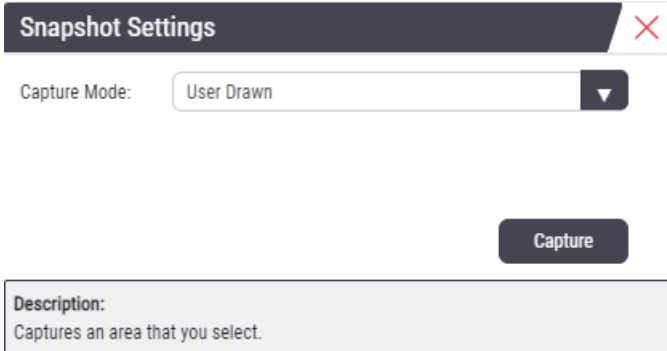 Snapshot Settings
Capture Mode: User Drawn
Capture
Description:
Captures an area that you select.